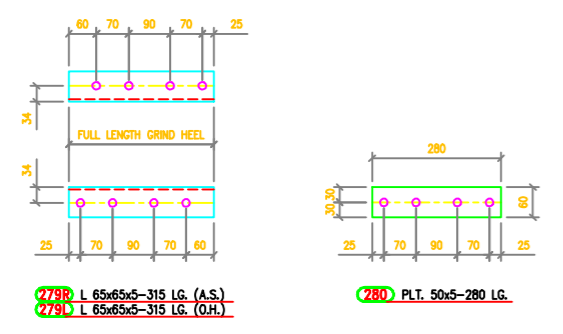 60 70 90 70 25
34
FULL LENGTH GRIND HEEL
34
25 70 90 70 60
279R L 65x65x5-315 LG. (A.S.)
279L L 65x65x5-315 LG. (O.H.)
280
30 30
60
25 70 90 70 25
280 PLT. 50x5-280 LG.